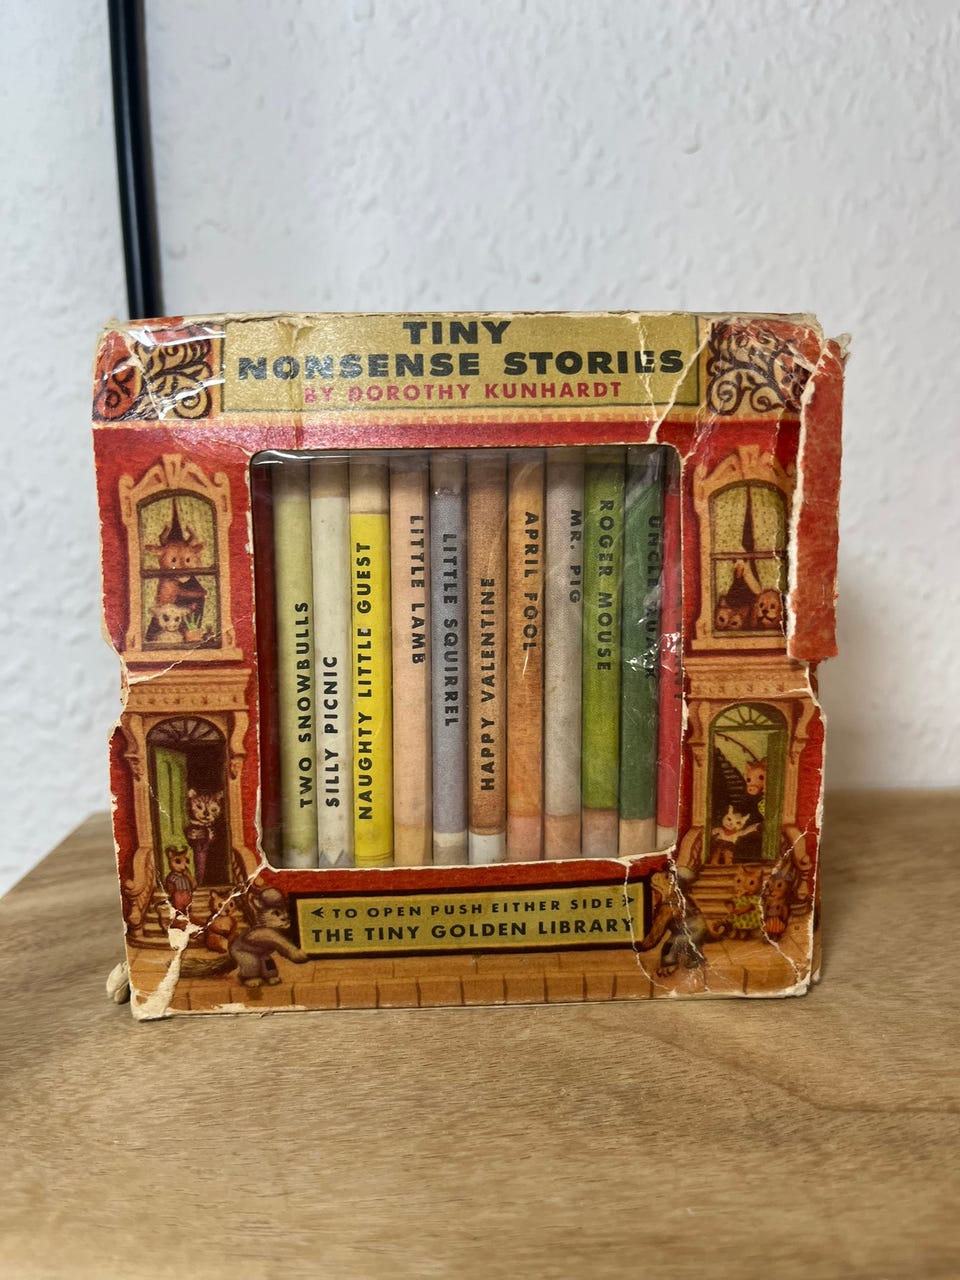 TINY
NONSENSE STORIES
BY DOROTHY KUNHARDT
TWO SNOWBULLS
SILLY PICNIC
NAUGHTY LITTLE GUEST
LITTLE LAMB
LITTLE SQUIRREL
HAPPY VALENTINE
APRIL FOOL
MR. PIG
ROGER MOUSE
UNCLE
TO OPEN PUSH EITHER SIDE
THE TINY GOLDEN LIBRARY